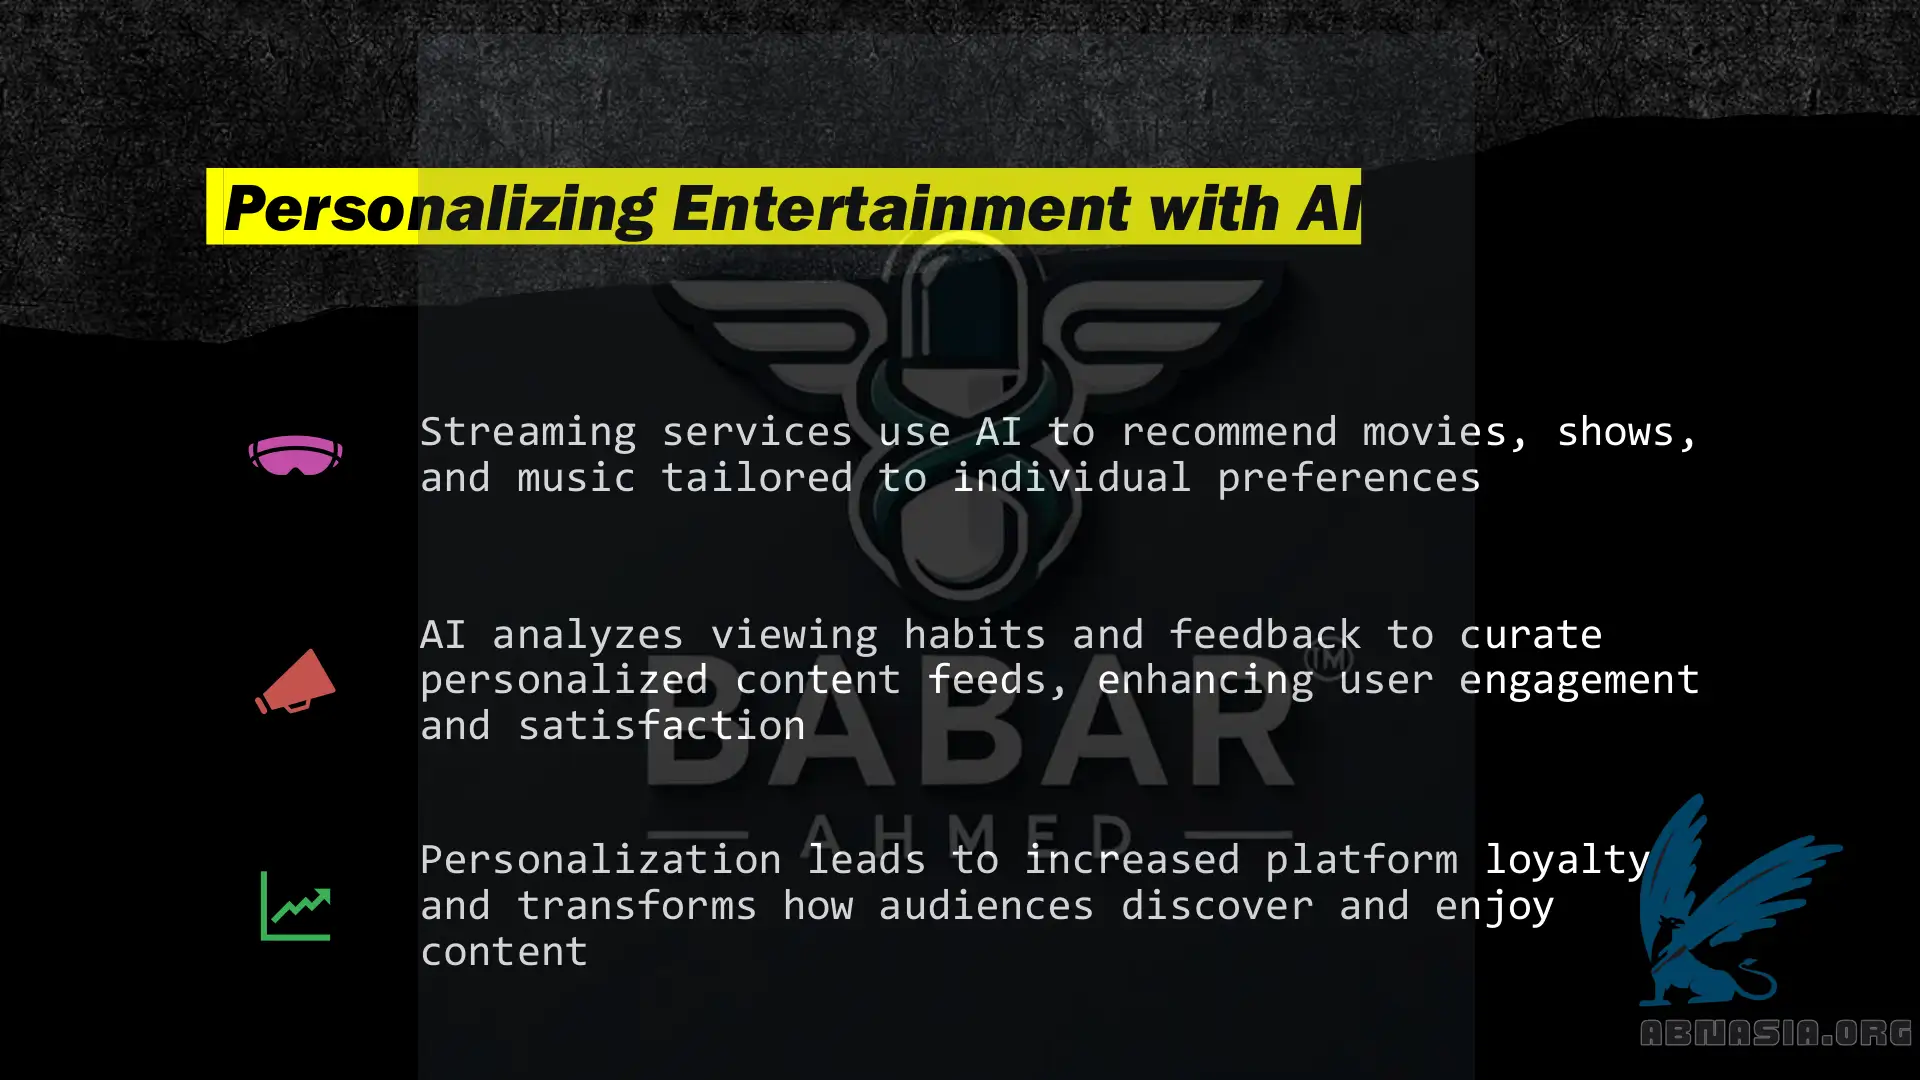 Personalizing Entertainment with AI
Streaming services use AI to recommend movies, shows,
and music tailored to individual preferences
AI analyzes viewing habits and feedback to curate
personalized content feeds, enhancing user engagement
and satisfaction
BABAR
TM
AHMED
Personalization leads to increased platform loyalty
and transforms how audiences discover and enjoy
content
ABNASIA.ORG